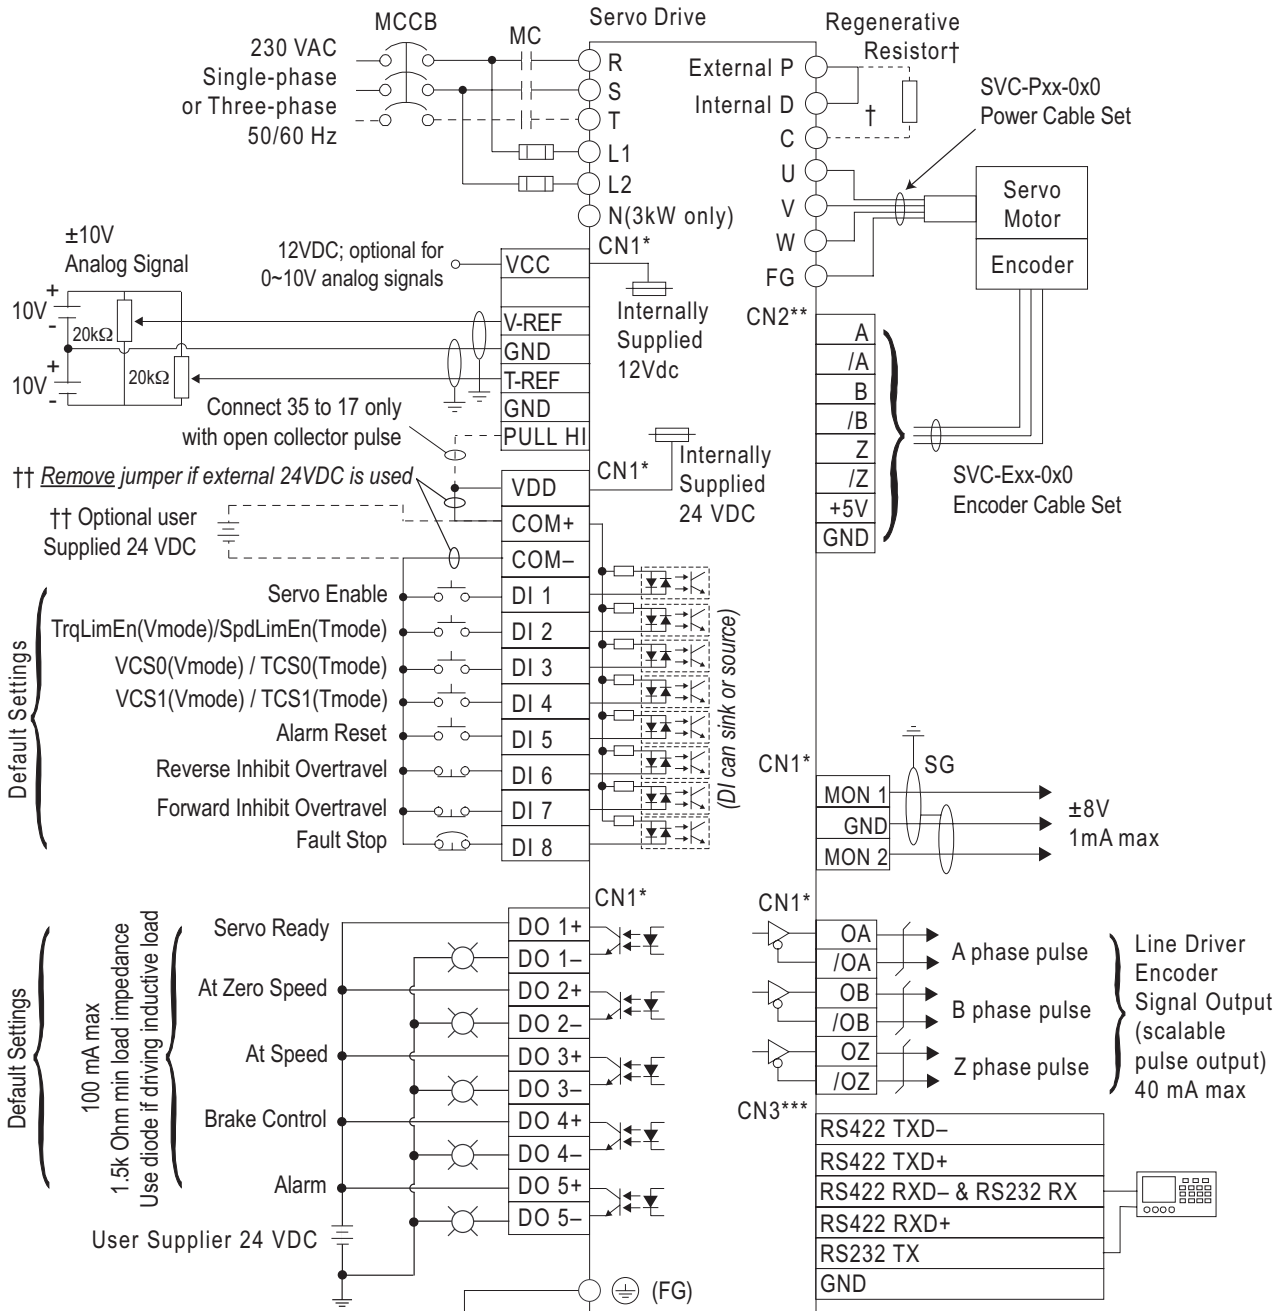 MCCB
230 VAC
Single-phase
or Three-phase
50/60 Hz
MC
Servo Drive
R
S
T
L1
L2
N(3kW only)
Regenerative
Resistor†
External P
Internal D
C
†
U
V
W
FG
SVC-Pxx-0x0
Power Cable Set
Servo
Motor
Encoder
±10V
Analog Signal
+
10V
-
20kΩ
+
10V
-
20kΩ
12VDC; optional for
0~10V analog signals
CN1*
VCC
V-REF
GND
T-REF
GND
PULL HI
Internally
Supplied
12Vdc
Connect 35 to 17 only
with open collector pulse
†† Remove jumper if external 24VDC is used
†† Optional user
Supplied 24 VDC
CN1*
VDD
COM+
COM–
Internally
Supplied
24 VDC
CN2**
A
/A
B
/B
Z
/Z
+5V
GND
SVC-Exx-0x0
Encoder Cable Set
Default Settings
Servo Enable
DI 1
TrqLimEn(Vmode)/SpdLimEn(Tmode)
DI 2
VCS0(Vmode) / TCS0(Tmode)
DI 3
VCS1(Vmode) / TCS1(Tmode)
DI 4
Alarm Reset
DI 5
Reverse Inhibit Overtravel
DI 6
Forward Inhibit Overtravel
DI 7
Fault Stop
DI 8
(DI can sink or source)
CN1*
SG
MON 1
GND
MON 2
±8V
1mA max
Default Settings
100 mA max
1.5k Ohm min load impedance
Use diode if driving inductive load
CN1*
Servo Ready
DO 1+
DO 1–
At Zero Speed
DO 2+
DO 2–
At Speed
DO 3+
DO 3–
Brake Control
DO 4+
DO 4–
Alarm
DO 5+
DO 5–
User Supplier 24 VDC
(FG)
CN1*
OA
/OA
A phase pulse
OB
/OB
B phase pulse
OZ
/OZ
Z phase pulse
Line Driver
Encoder
Signal Output
(scalable
pulse output)
40 mA max
CN3***
RS422 TXD–
RS422 TXD+
RS422 RXD– & RS232 RX
RS422 RXD+
RS232 TX
GND